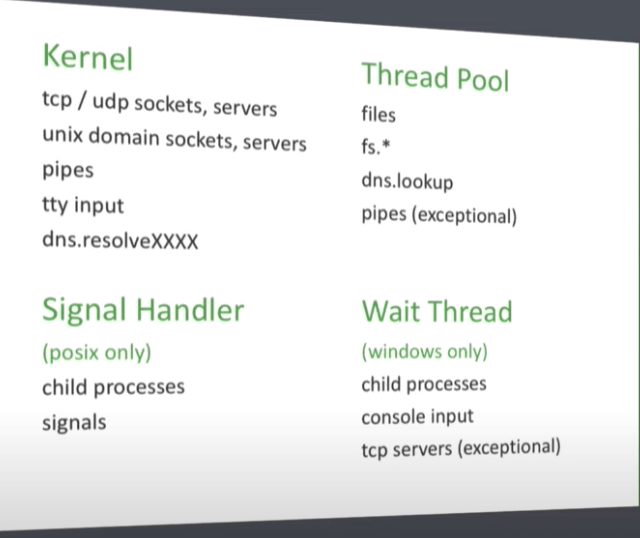 Kernel
tcp / udp sockets, servers
unix domain sockets, servers
pipes
tty input
dns.resolveXXXX
Thread Pool
files
fs.*
dns.lookup
pipes (exceptional)
Signal Handler
(posix only)
child processes
signals
Wait Thread
(windows only)
child processes
console input
tcp servers (exceptional)